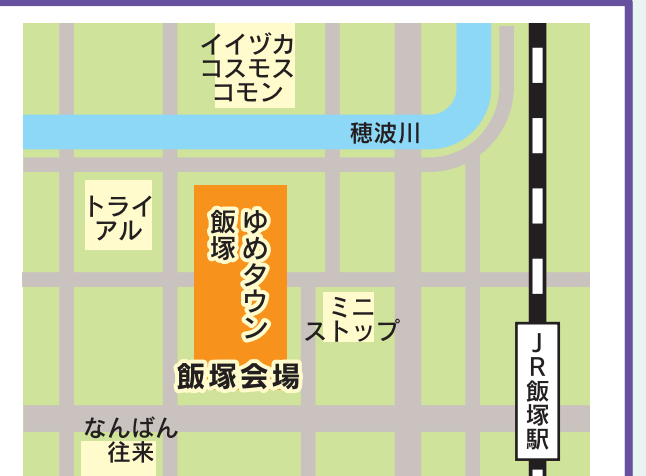 イイヅカ
コスモス
コモン
穂波川
トライ
アル
ゆめタウン
飯塚
ミニ
ストップ
飯塚会場
JR飯塚駅
なんばん
往来